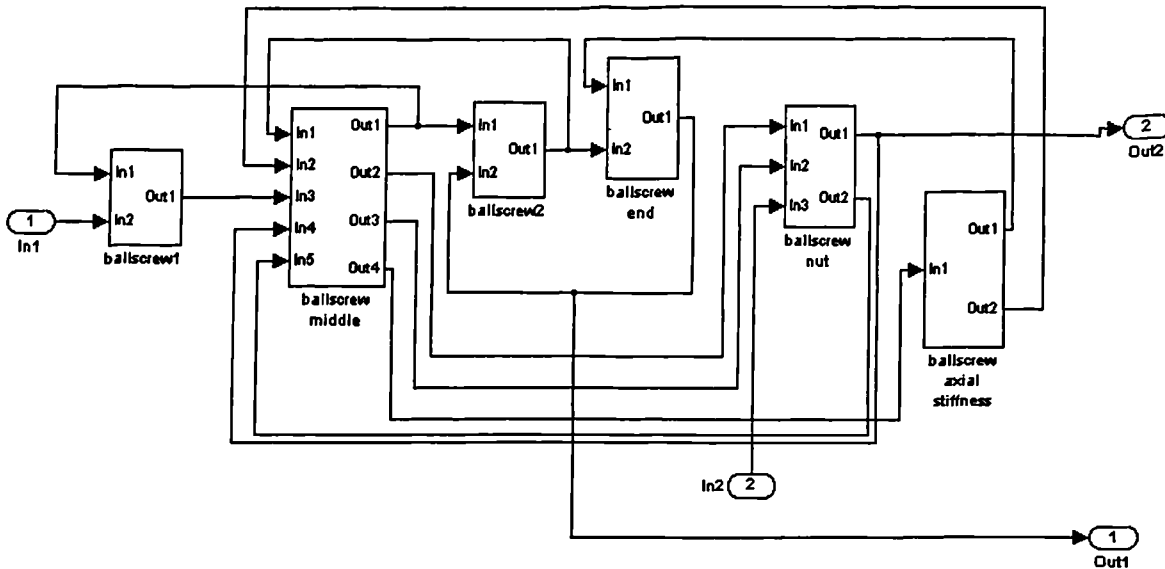 1
In1
In1
In2
Out1
ballscrew1
In1
In2
In3
In4
In5
Out1
Out2
Out3
Out4
ballscrew
middle
In1
In2
Out1
ballscrew2
In1
In2
Out1
ballscrew
end
In1
In2
In3
Out1
Out2
ballscrew
nut
In1
Out1
Out2
ballscrew
axial
stiffness
2
Out2
In2
2
1
Out1